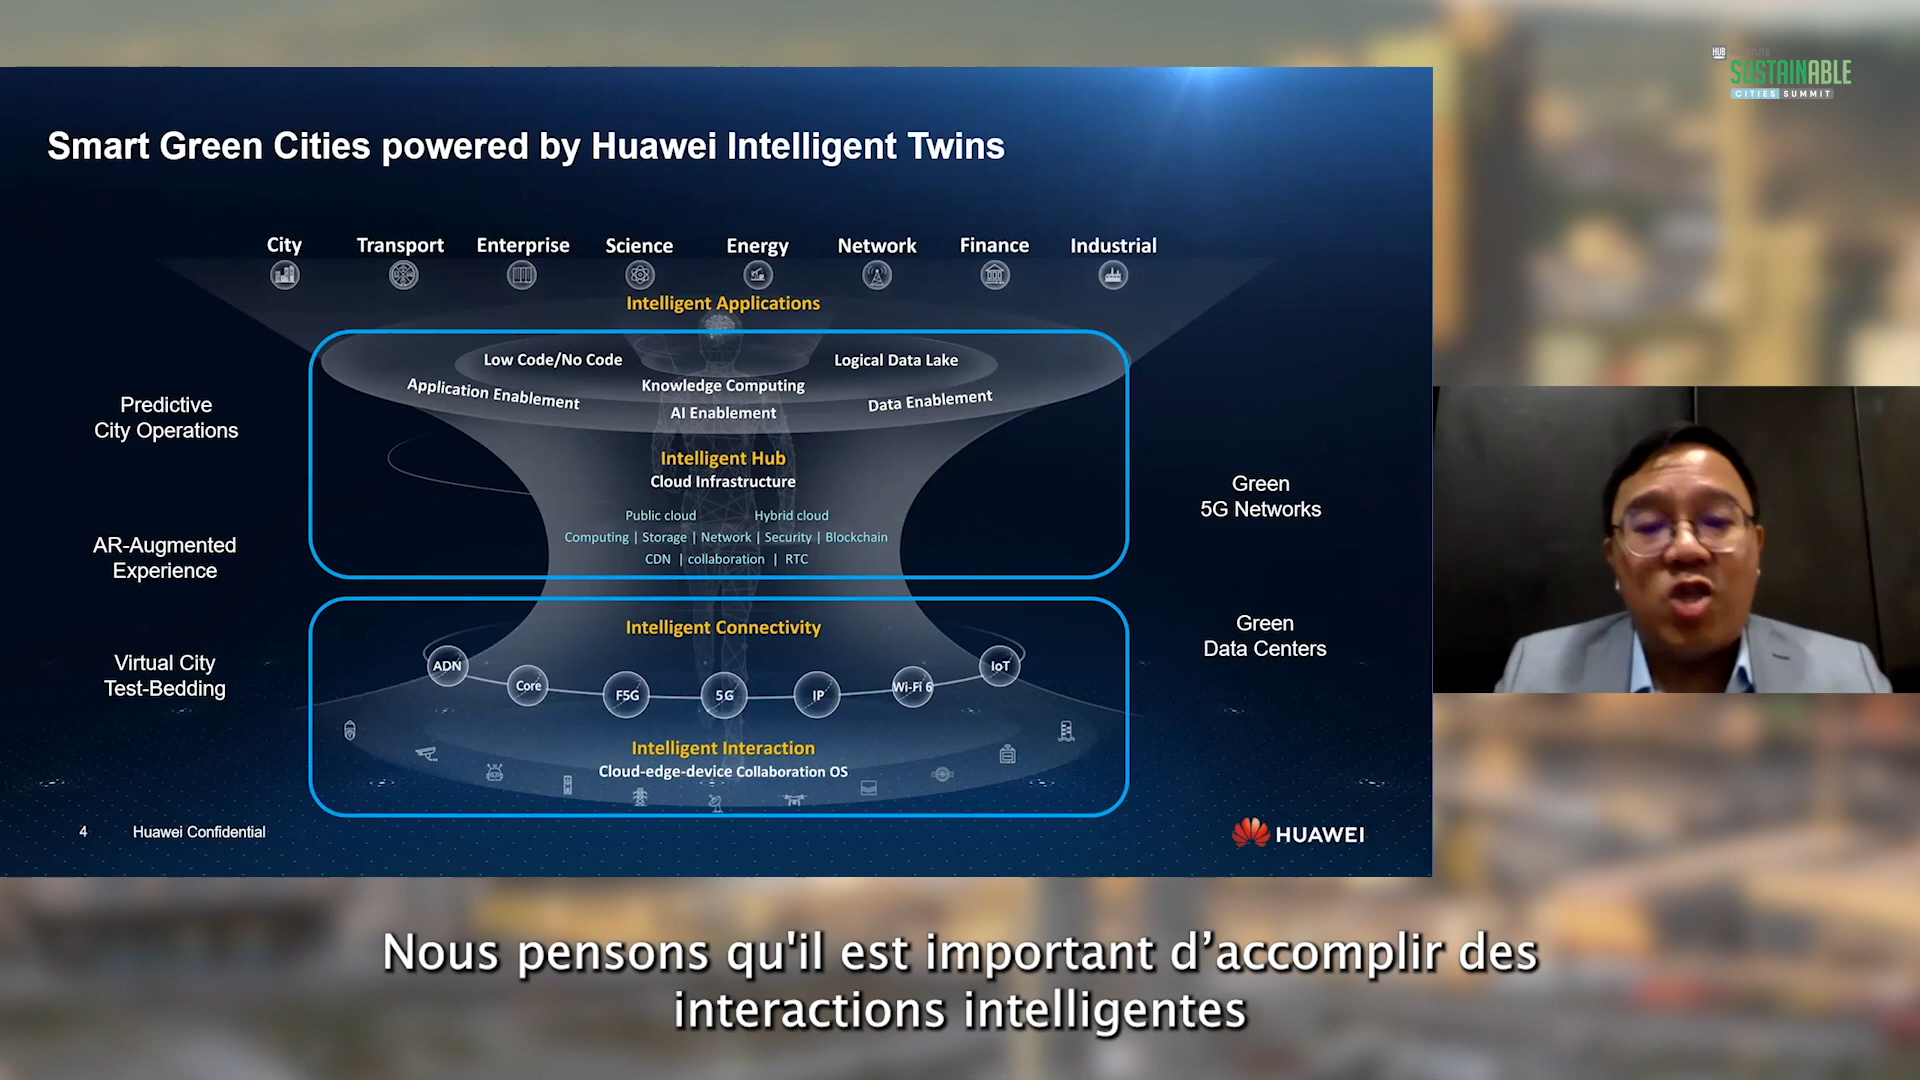 HUB INSTITUTE
SUSTAINABLE
CITIES SUMMIT
Smart Green Cities powered by Huawei Intelligent Twins
City Transport Enterprise Science Energy Network Finance Industrial
Intelligent Applications
Low Code/No Code Logical Data Lake
Application Enablement Knowledge Computing Data Enablement
AI Enablement
Intelligent Hub
Cloud Infrastructure
Public cloud Hybrid cloud
Computing | Storage | Network | Security | Blockchain
CDN | collaboration | RTC
Predictive
City Operations
AR-Augmented
Experience
Virtual City
Test-Bedding
Green
5G Networks
Green
Data Centers
Intelligent Connectivity
ADN Core F5G 5G IP Wi-Fi 6 IoT
Intelligent Interaction
Cloud-edge-device Collaboration OS
4 Huawei Confidential
HUAWEI
Nous pensons qu'il est important d’accomplir des
interactions intelligentes